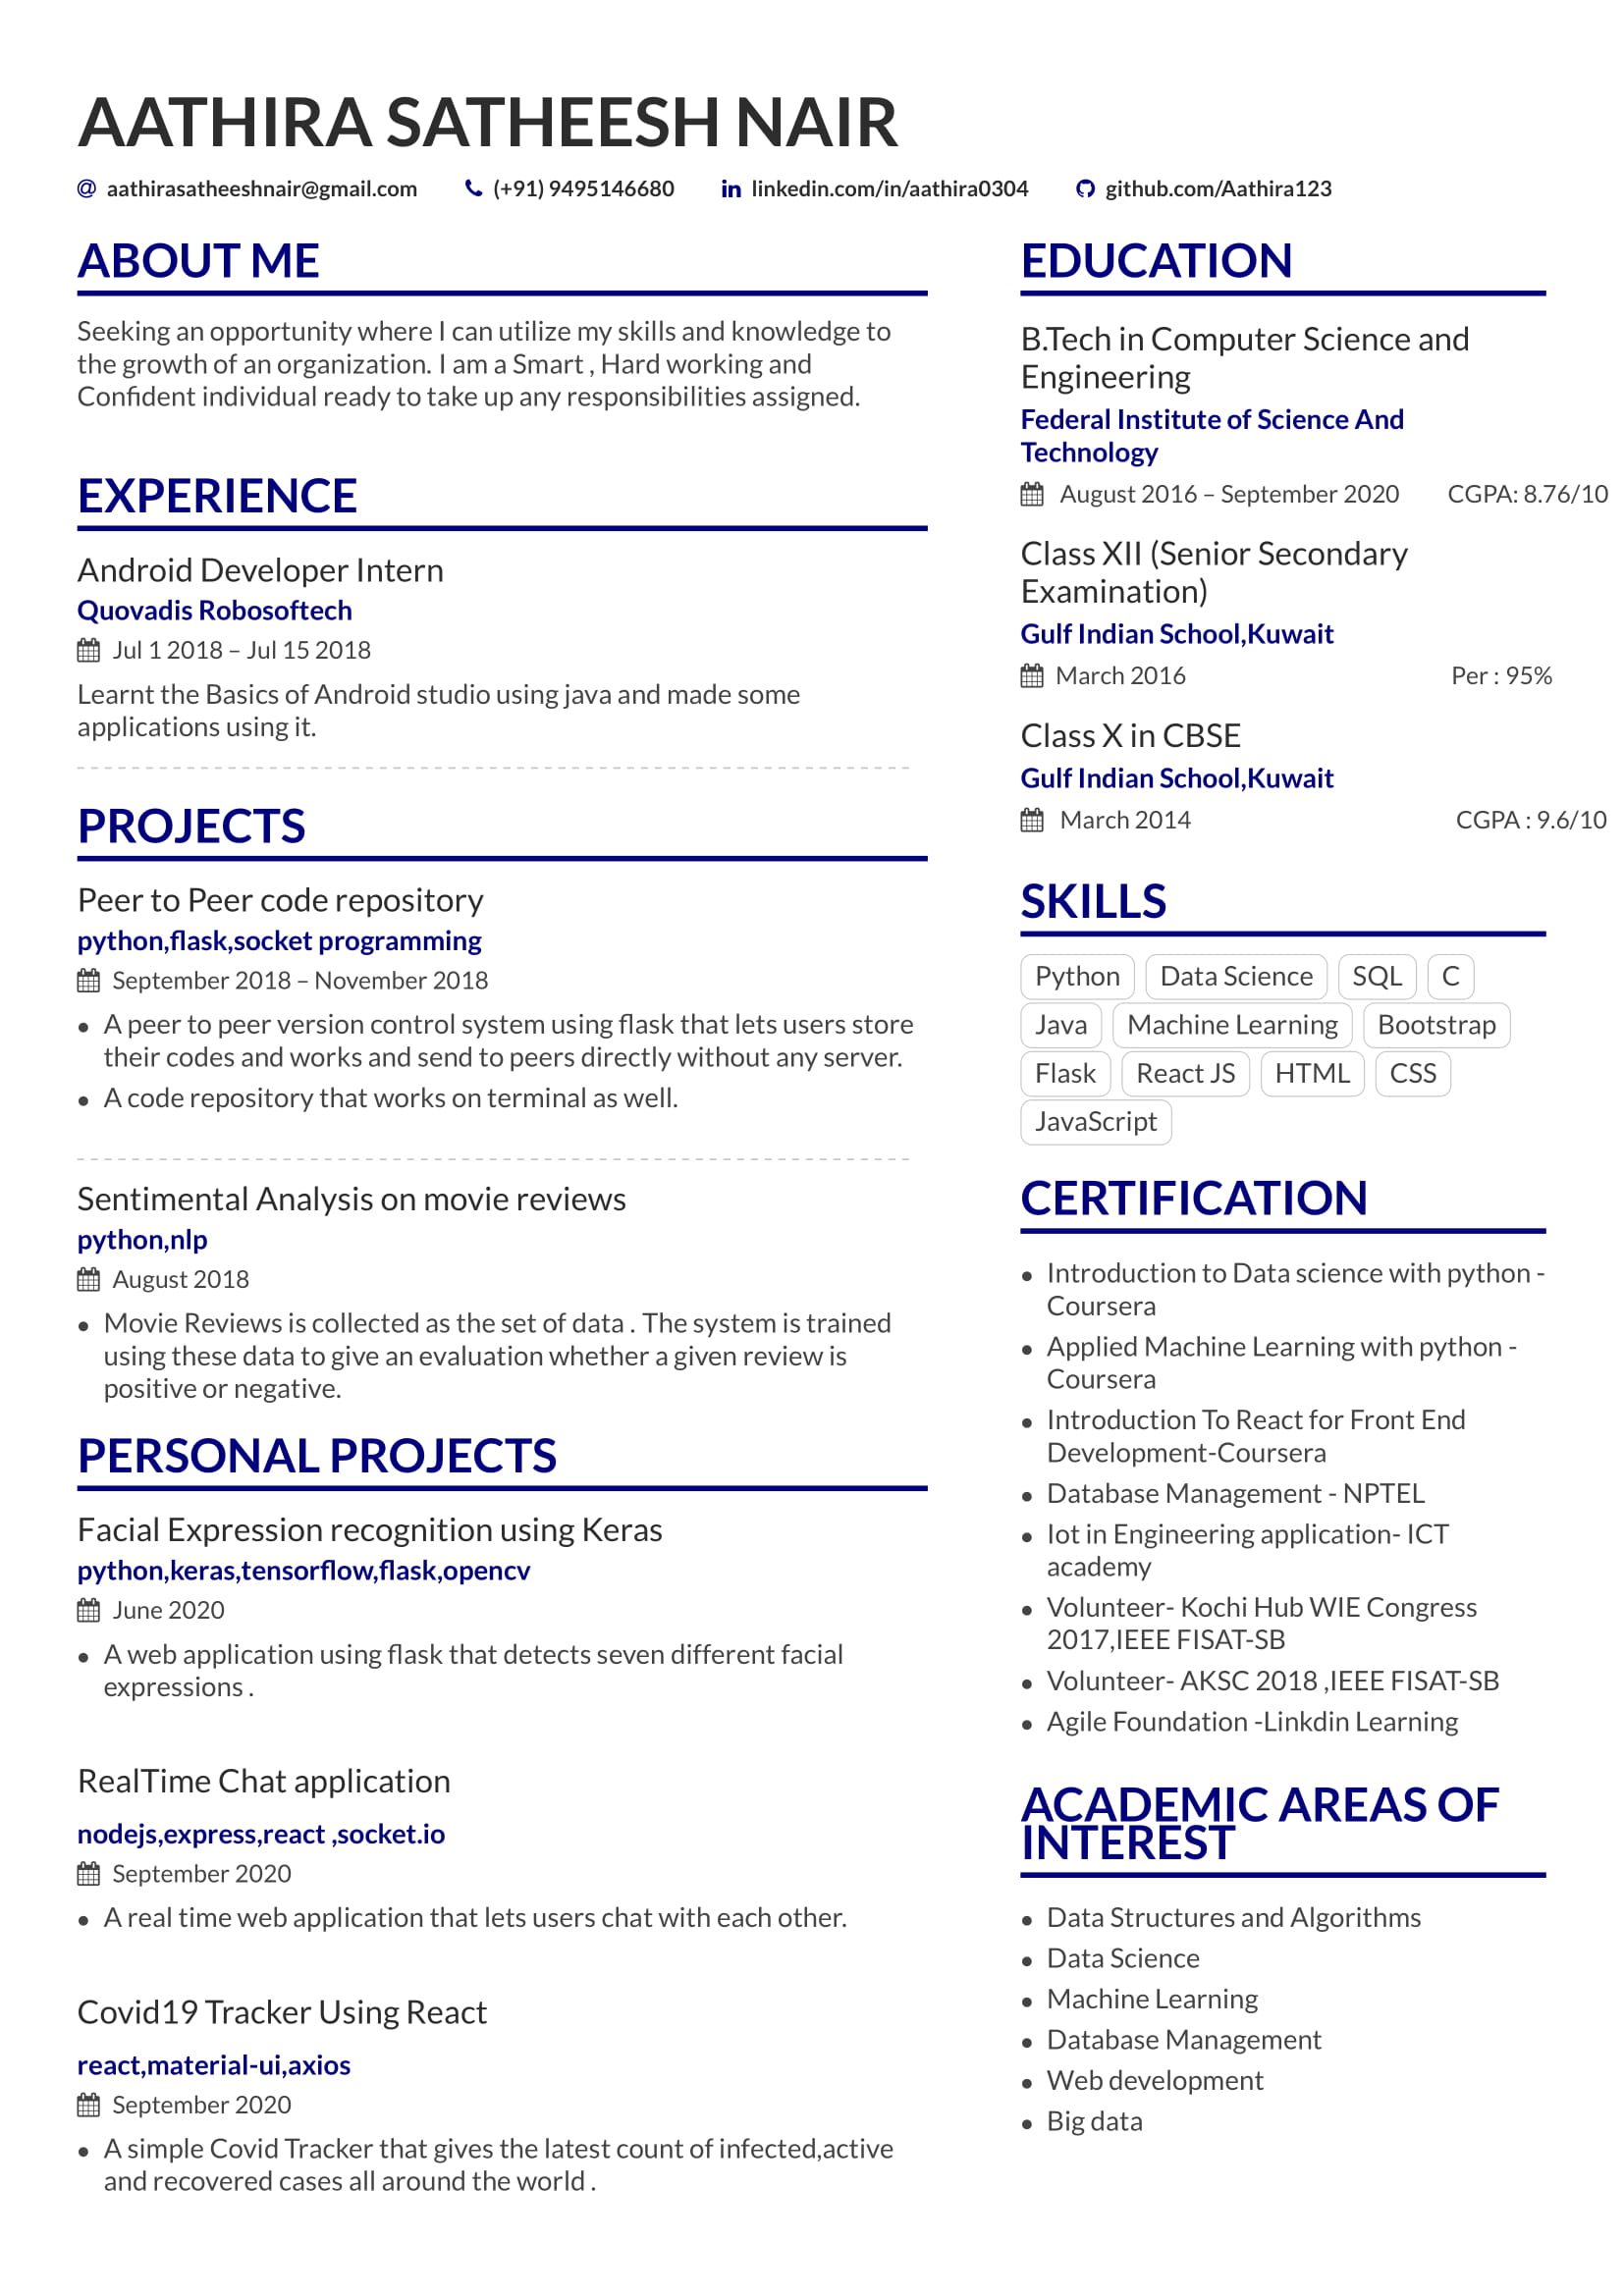 AATHIRA SATHEESH NAIR
@ aathirasatheeshnair@gmail.com (+91) 9495146680 linkedin.com/in/aathira0304 github.com/Aathira123
ABOUT ME
Seeking an opportunity where I can utilize my skills and knowledge to
the growth of an organization. I am a Smart , Hard working and
Confident individual ready to take up any responsibilities assigned.
EXPERIENCE
Android Developer Intern
Quovadis Robosoftech
Jul 1 2018 – Jul 15 2018
Learnt the Basics of Android studio using java and made some
applications using it.
PROJECTS
Peer to Peer code repository
python,flask,socket programming
September 2018 – November 2018
• A peer to peer version control system using flask that lets users store
their codes and works and send to peers directly without any server.
• A code repository that works on terminal as well.
Sentimental Analysis on movie reviews
python,nlp
August 2018
• Movie Reviews is collected as the set of data . The system is trained
using these data to give an evaluation whether a given review is
positive or negative.
PERSONAL PROJECTS
Facial Expression recognition using Keras
python,keras,tensorflow,flask,opencv
June 2020
• A web application using flask that detects seven different facial
expressions .
RealTime Chat application
nodejs,express,react ,socket.io
September 2020
• A real time web application that lets users chat with each other.
Covid19 Tracker Using React
react,material-ui,axios
September 2020
• A simple Covid Tracker that gives the latest count of infected,active
and recovered cases all around the world .
EDUCATION
B.Tech in Computer Science and
Engineering
Federal Institute of Science And
Technology
August 2016 – September 2020 CGPA: 8.76/10
Class XII (Senior Secondary
Examination)
Gulf Indian School,Kuwait
March 2016 Per : 95%
Class X in CBSE
Gulf Indian School,Kuwait
March 2014 CGPA : 9.6/10
SKILLS
Python Data Science SQL C
Java Machine Learning Bootstrap
Flask React JS HTML CSS
JavaScript
CERTIFICATION
• Introduction to Data science with python -
Coursera
• Applied Machine Learning with python -
Coursera
• Introduction To React for Front End
Development-Coursera
• Database Management - NPTEL
• Iot in Engineering application- ICT
academy
• Volunteer- Kochi Hub WIE Congress
2017,IEEE FISAT-SB
• Volunteer- AKSC 2018 ,IEEE FISAT-SB
• Agile Foundation -Linkdin Learning
ACADEMIC AREAS OF
INTEREST
• Data Structures and Algorithms
• Data Science
• Machine Learning
• Database Management
• Web development
• Big data